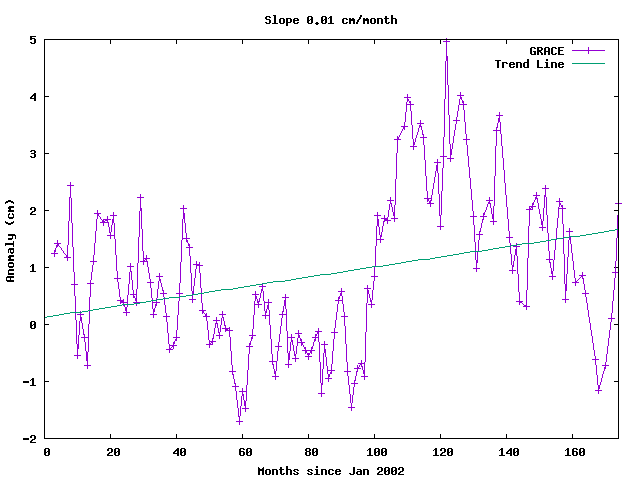 Slope 0.01 cm/month
GRACE
Trend Line
Anomaly (cm)
5
4
3
2
1
0
-1
-2
0 20 40 60 80 100 120 140 160
Months since Jan 2002